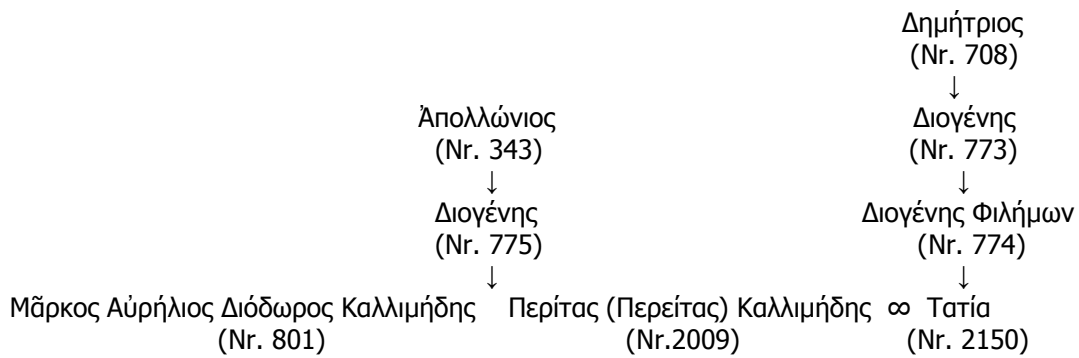 Δημήτριος
(Nr. 708)
↓
Ἀπολλώνιος Διογένης
(Nr. 343) (Nr. 773)
↓ ↓
Διογένης Διογένης Φιλήμων
(Nr. 775) (Nr. 774)
↓ ↓
Μᾶρκος Αὐρήλιος Διόδωρος Καλλιμήδης Περίτας (Περείτας) Καλλιμήδης ∞ Τατία
(Nr. 801) (Nr.2009) (Nr. 2150)